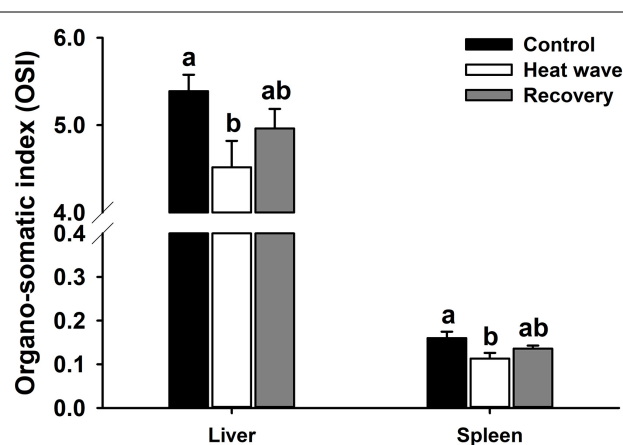 Organo-somatic index (OSI)
6.0
5.0
4.0
0.4
0.3
0.2
0.1
0.0
a
b
ab
a
b
ab
Control
Heat wave
Recovery
Liver
Spleen